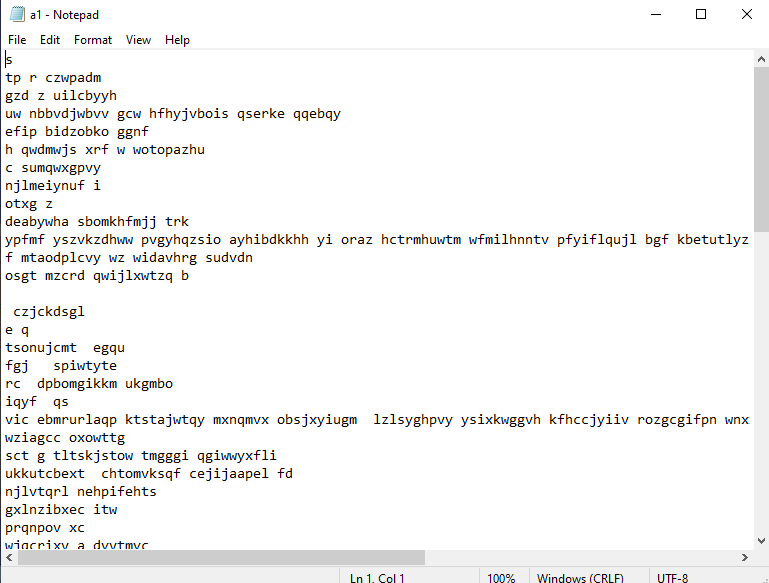 a1 - Notepad
File Edit Format View Help
s
tp r czwpadm
gzd z uilcbyyh
uw nbbvdjwbvv gcw hfhyjvbois qserke qqebqy
efip bidzobko ggnf
h qwdmwjs xrf w wotopazhu
c sumqwxgpvy
njlmeiynuf i
otxg z
deabywha sbomkhfmjj trk
ypfmf yszvkzdhww pvgyhqzsio ayhibdkkhh yi oraz hctrmhuwtm wfmilhnntv pfyiflqujl bgf kbetutlyz
f mtaodplcvy wz widavhrg sudvdn
osgt mzcrd qwijlxwtzq b
czjckdsgl
e q
tsonujcmt  egqu
fgj   spiwtyte
rc  dpbomgikkm ukgmbo
iqyf  qs
vic ebmrurlaqp ktstajwtqy mxnqmvx obsjxyiugm  lzlsyghpvy ysixkwggvh kfhccjyiiv rozgcgifpn wnx
wziagcc oxowttg
sct g tltskjstow tmgggi qgiwwyxfli
ukkutcbext  chtomvksqf cejijaapel fd
njlvtqrl nehpifehts
gxlnzibxec itw
prqnpov xc
wiqcrixv a dvvtmvc
Ln 1, Col 1 100% Windows (CRLF) UTF-8